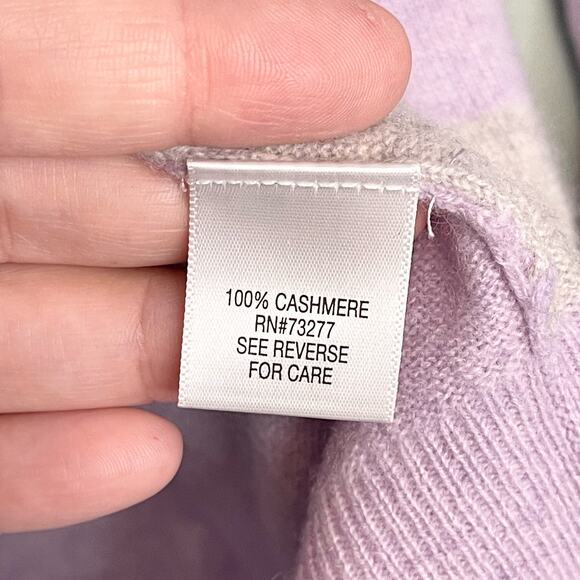 100% CASHMERE
RN#73277
SEE REVERSE
FOR CARE